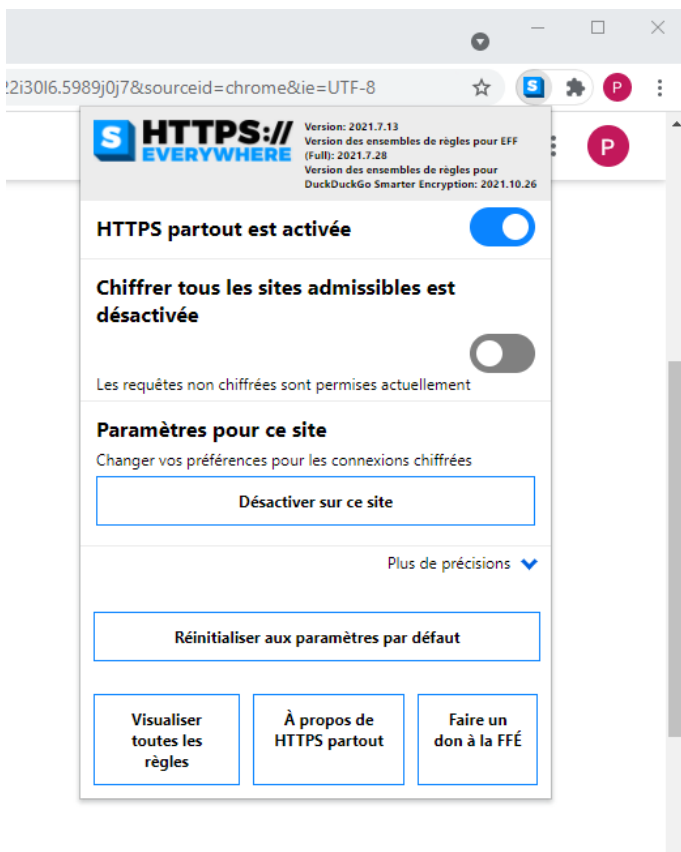 22i30l6.5989j0j7&sourceid=chrome&ie=UTF-8
S
P
S HTTPS://
EVERYWHERE
Version: 2021.7.13
Version des ensembles de règles pour EFF
(Full): 2021.7.28
Version des ensembles de règles pour
DuckDuckGo Smarter Encryption: 2021.10.26
P
HTTPS partout est activée
Chiffrer tous les sites admissibles est
désactivée
Les requêtes non chiffrées sont permises actuellement
Paramètres pour ce site
Changer vos préférences pour les connexions chiffrées
Désactiver sur ce site
Plus de précisions
Réinitialiser aux paramètres par défaut
Visualiser
toutes les
règles
À propos de
HTTPS partout
Faire un
don à la FFÉ